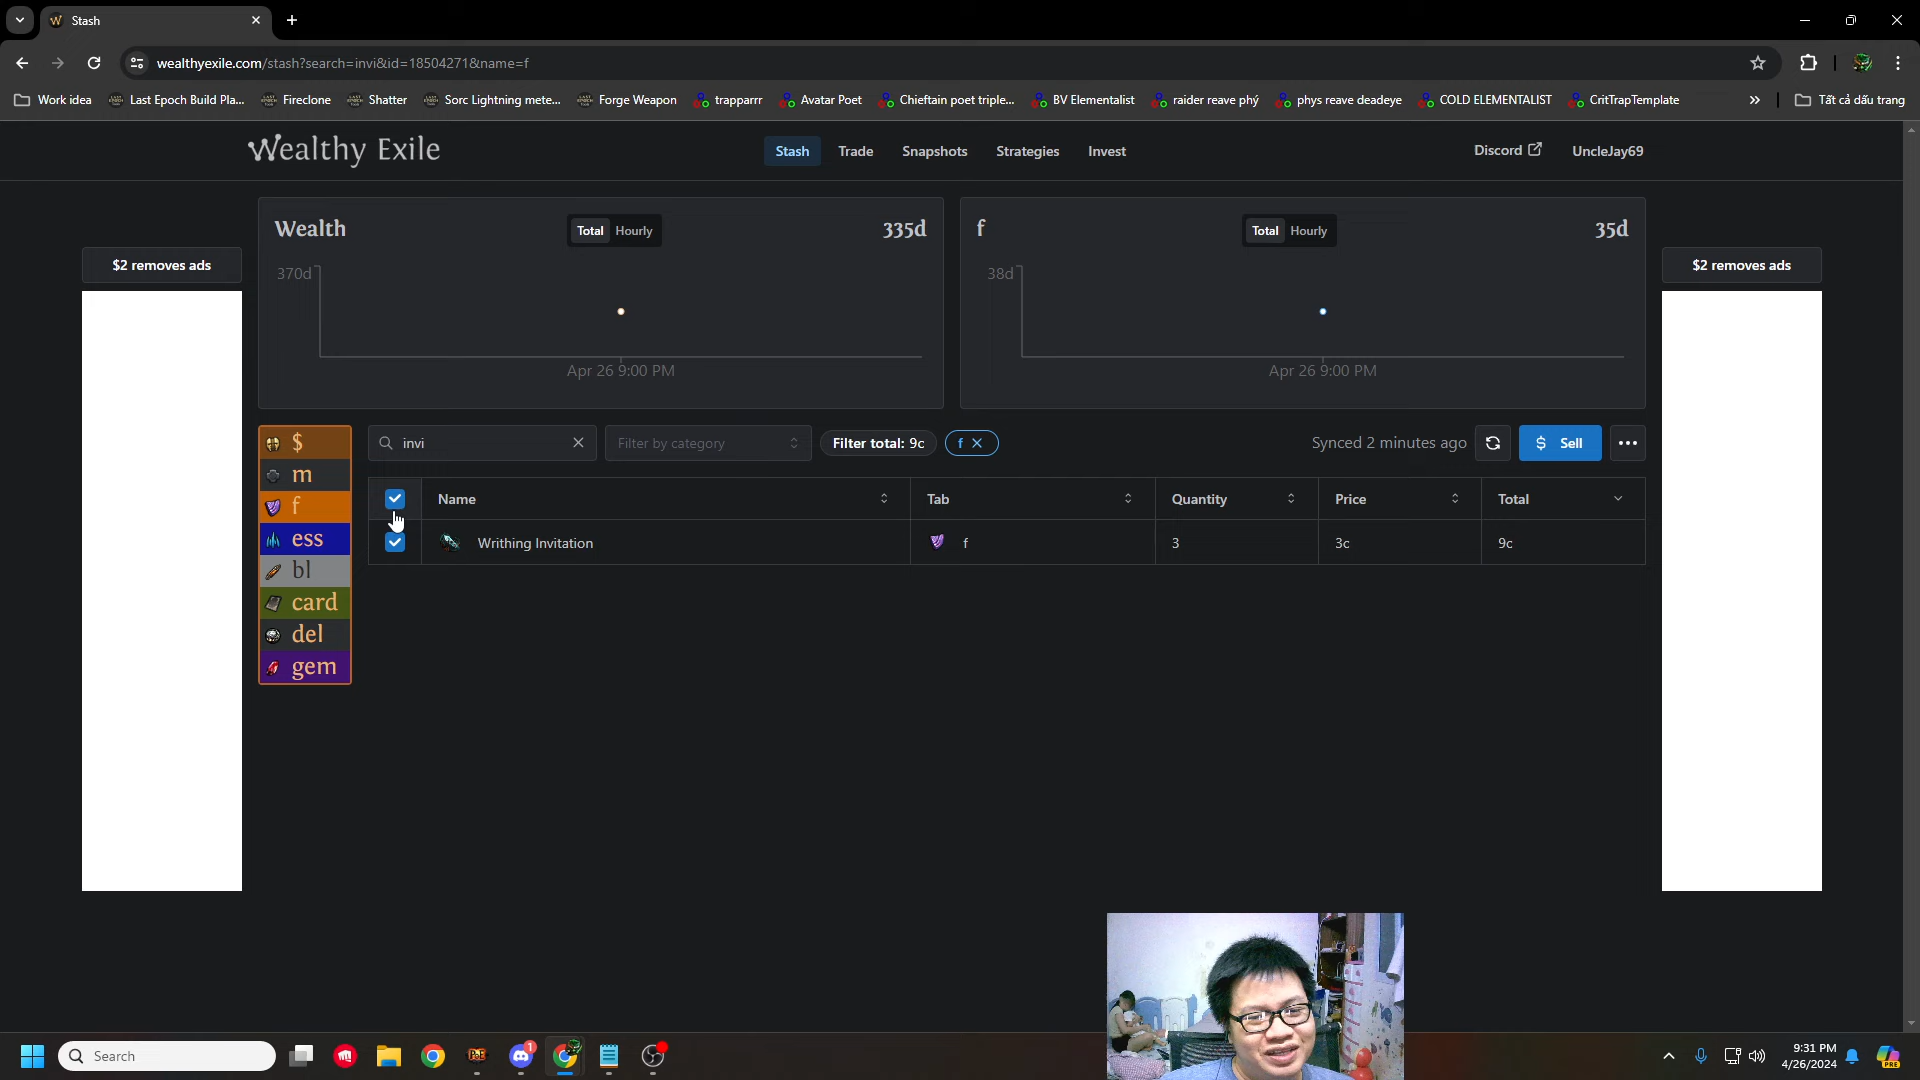 Stash
wealthyexile.com/stash?search=invi&id=18504271&name=f
Work idea
Last Epoch Build Pla...
Fireclone
Shatter
Sorc Lightning mete...
Forge Weapon
trapparrr
Avatar Poet
Chieftain poet triple...
BV Elementalist
raider reave phý
phys reave deadeye
COLD ELEMENTALIST
CritTrapTemplate
Tất cả dấu trang
Wealthy Exile
Stash
Trade
Snapshots
Strategies
Invest
Discord
UncleJay69
$2 removes ads
Wealth
Total Hourly
335d
370d
Apr 26 9:00 PM
f
Total Hourly
35d
38d
Apr 26 9:00 PM
$2 removes ads
$
m
f
ess
bl
card
del
gem
invi
Filter by category
Filter total: 9c
f
Synced 2 minutes ago
$ Sell
Name
Tab
Quantity
Price
Total
Writhing Invitation
f
3
3c
9c
Search
1
9:31 PM
4/26/2024
PRE